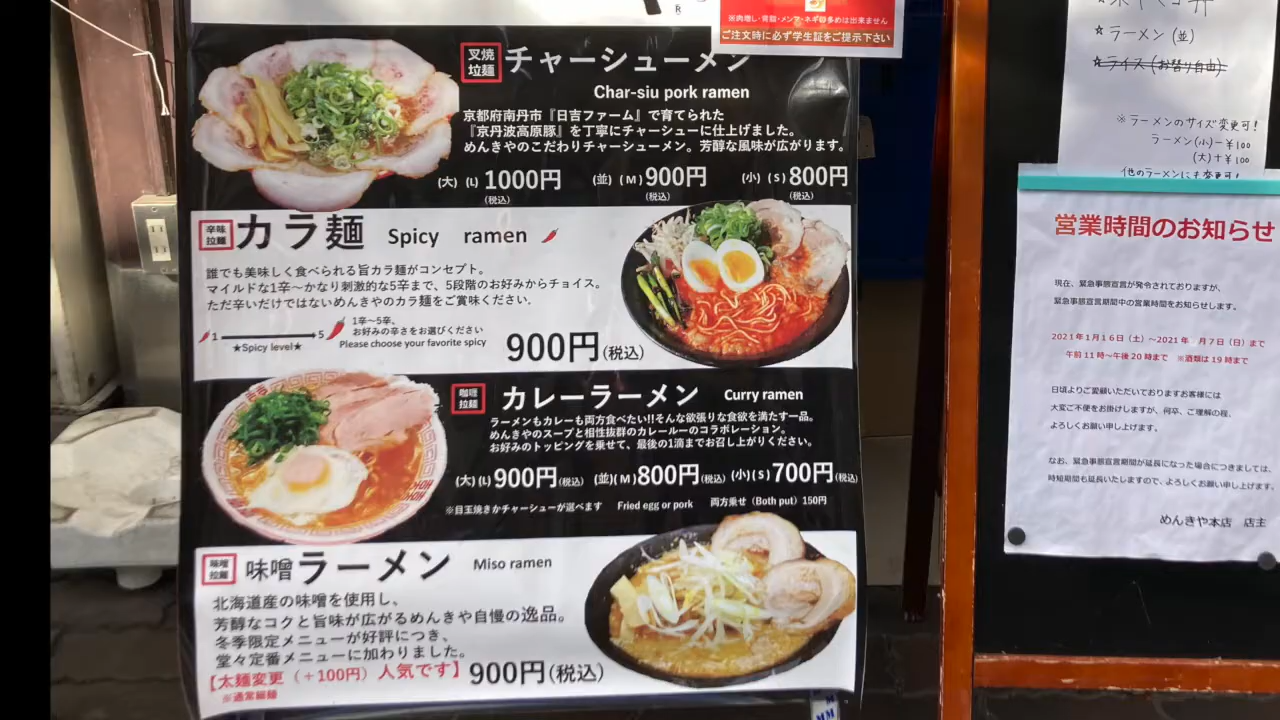 R
※肉増し・背脂・メンマ・ネギの多めは出来ません
ご注文時に必ず学生証をご提示下さい
叉焼
拉麺
チャーシューメン
Char-siu pork ramen
京都府南丹市『日吉ファーム』で育てられた
『京丹波高原豚』を丁寧にチャーシューに仕上げました。
めんきやのこだわりチャーシューメン。芳醇な風味が広がります。
(大) (L) 1000円 (並) (M) 900円 (小) (S) 800円
(税込) (税込) (税込)
辛味
拉麺
カラ麺 Spicy ramen
誰でも美味しく食べられる旨カラ麺がコンセプト。
マイルドな1辛～かなり刺激的な5辛まで、5段階のお好みからチョイス。
ただ辛いだけではないめんきやのカラ麺をご賞味ください.
1 5
★Spicy level★
1辛～5辛、
お好みの辛さをお選びください
Please choose your favorite spicy
900円(税込)
咖喱
拉麺
カレーラーメン Curry ramen
ラーメンもカレーも両方食べたい!!そんな欲張りな食欲を満たす一品。
めんきやのスープと相性抜群のカレールーのコラボレーション。
お好みのトッピングを乗せて、最後の1滴までお召し上がりください。
(大) (L) 900円(税込) (並)(M) 800円(税込) (小)(S) 700円(税込)
※目玉焼きかチャーシューが選べます Fried egg or pork 両方乗せ（Both put）150円
味噌
拉麺
味噌ラーメン Miso ramen
北海道産の味噌を使用し、
芳醇なコクと旨味が広がるめんきや自慢の逸品。
冬季限定メニューが好評につき、
堂々定番メニューに加わりました。
【太麺変更（＋100円）人気です】 900円(税込)
※通常細麺
☆ラーメン (並)
☆ライス (お替り自由)
※ラーメンのサイズ変更可!
ラーメン(小)－¥100
(大)＋¥100
他のラーメンにも変更可!
営業時間のお知らせ
現在、緊急事態宣言が発令されておりますが、
緊急事態宣言期間中の営業時間をお知らせします。
2021年1月16日（土）～2021年 月7日（日）まで
午前11時～午後20時まで ※酒類は19時まで
日頃よりご愛顧いただいておりますお客様には
大変ご不便をお掛けしますが、何卒、ご理解の程、
よろしくお願い申し上げます。
なお、緊急事態宣言期間が延長になった場合につきましては、
時短期間も延長いたしますので、よろしくお願い申し上げます.
めんきや本店 店主